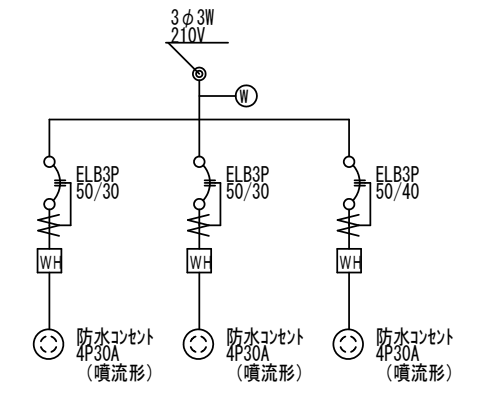 3φ3W
210V
W
ELB3P
50/30
ELB3P
50/30
ELB3P
50/40
WH
WH
WH
防水コンセント
4P30A
（噴流形）
防水コンセント
4P30A
（噴流形）
防水コンセント
4P30A
（噴流形）